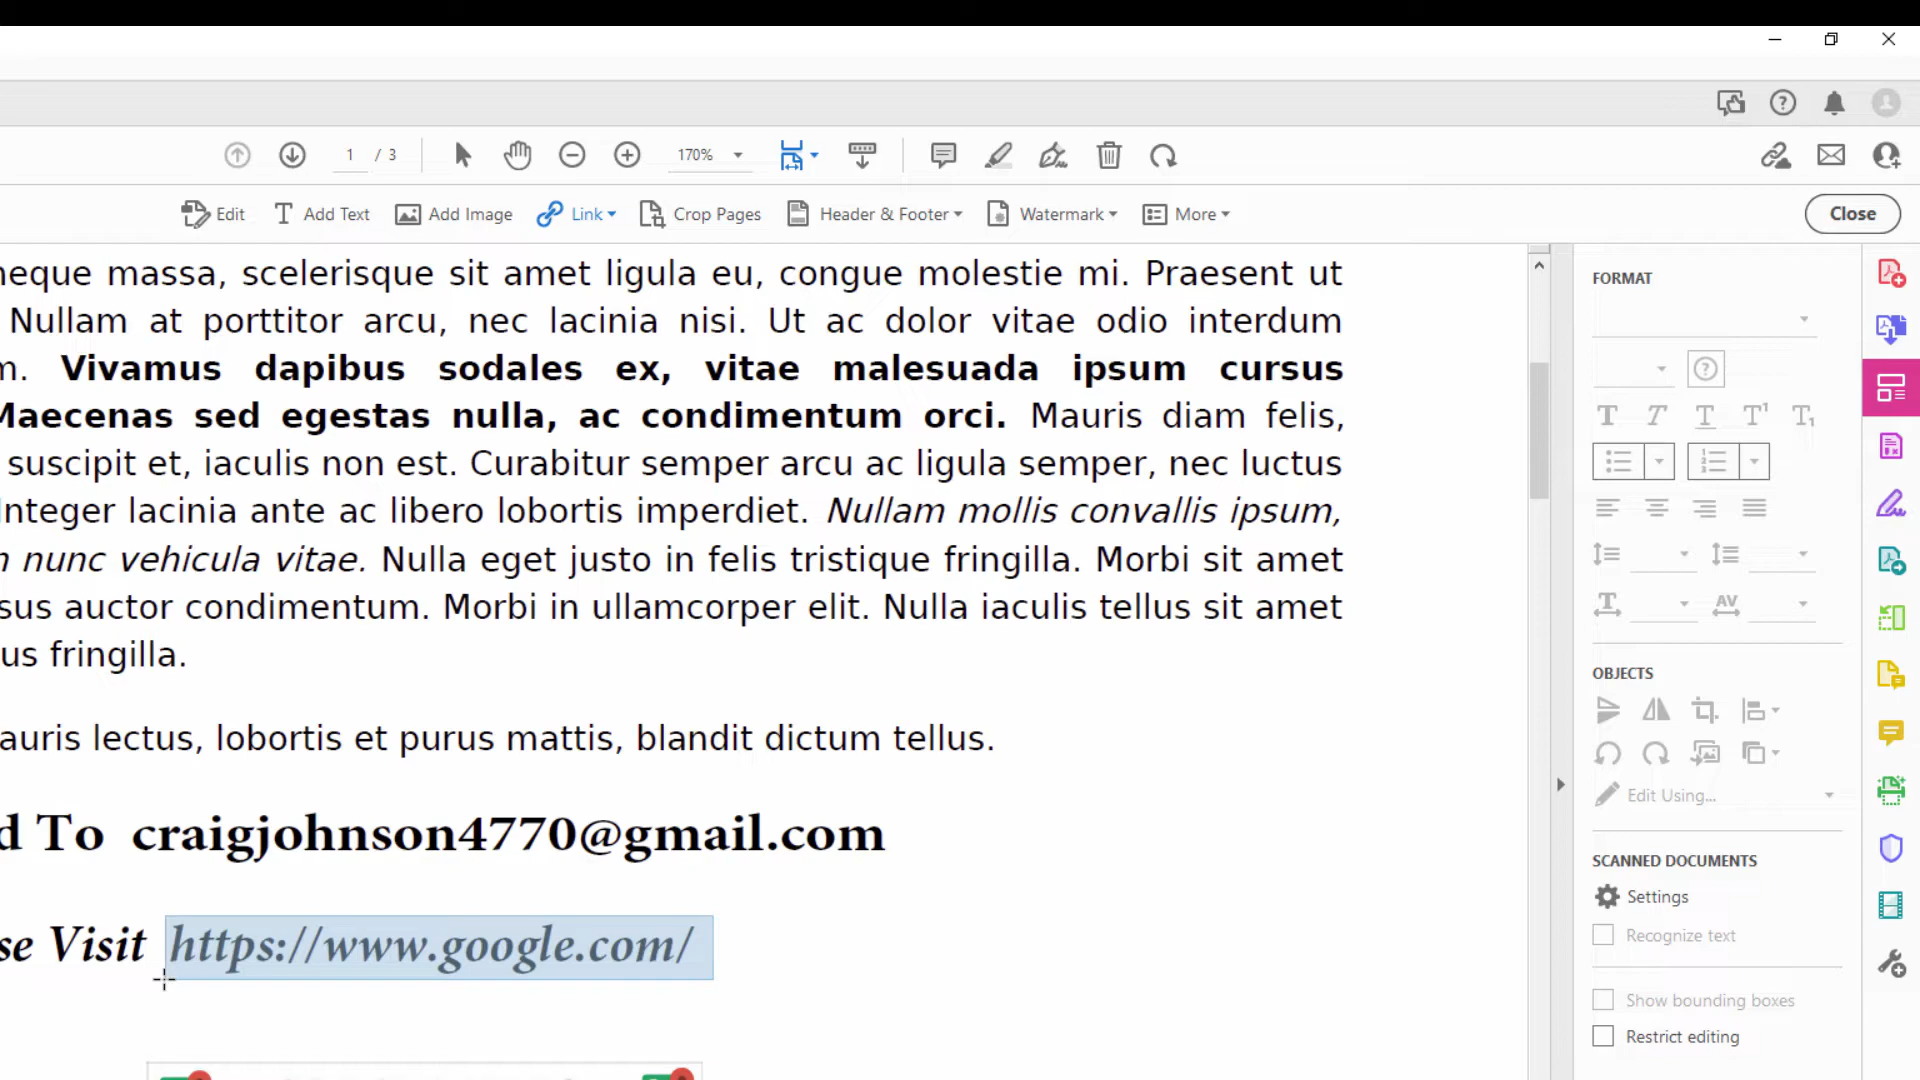 1 / 3
170%
Edit
Add Text
Add Image
Link
Crop Pages
Header & Footer
Watermark
More
Close
neque massa, scelerisque sit amet ligula eu, congue molestie mi. Praesent ut
Nullam at porttitor arcu, nec lacinia nisi. Ut ac dolor vitae odio interdum
m. Vivamus dapibus sodales ex, vitae malesuada ipsum cursus
Maecenas sed egestas nulla, ac condimentum orci. Mauris diam felis,
suscipit et, iaculis non est. Curabitur semper arcu ac ligula semper, nec luctus
Integer lacinia ante ac libero lobortis imperdiet. Nullam mollis convallis ipsum,
n nunc vehicula vitae. Nulla eget justo in felis tristique fringilla. Morbi sit amet
sus auctor condimentum. Morbi in ullamcorper elit. Nulla iaculis tellus sit amet
us fringilla.
auris lectus, lobortis et purus mattis, blandit dictum tellus.
d To craigjohnson4770@gmail.com
se Visit https://www.google.com/
FORMAT
OBJECTS
Edit Using...
SCANNED DOCUMENTS
Settings
Recognize text
Show bounding boxes
Restrict editing